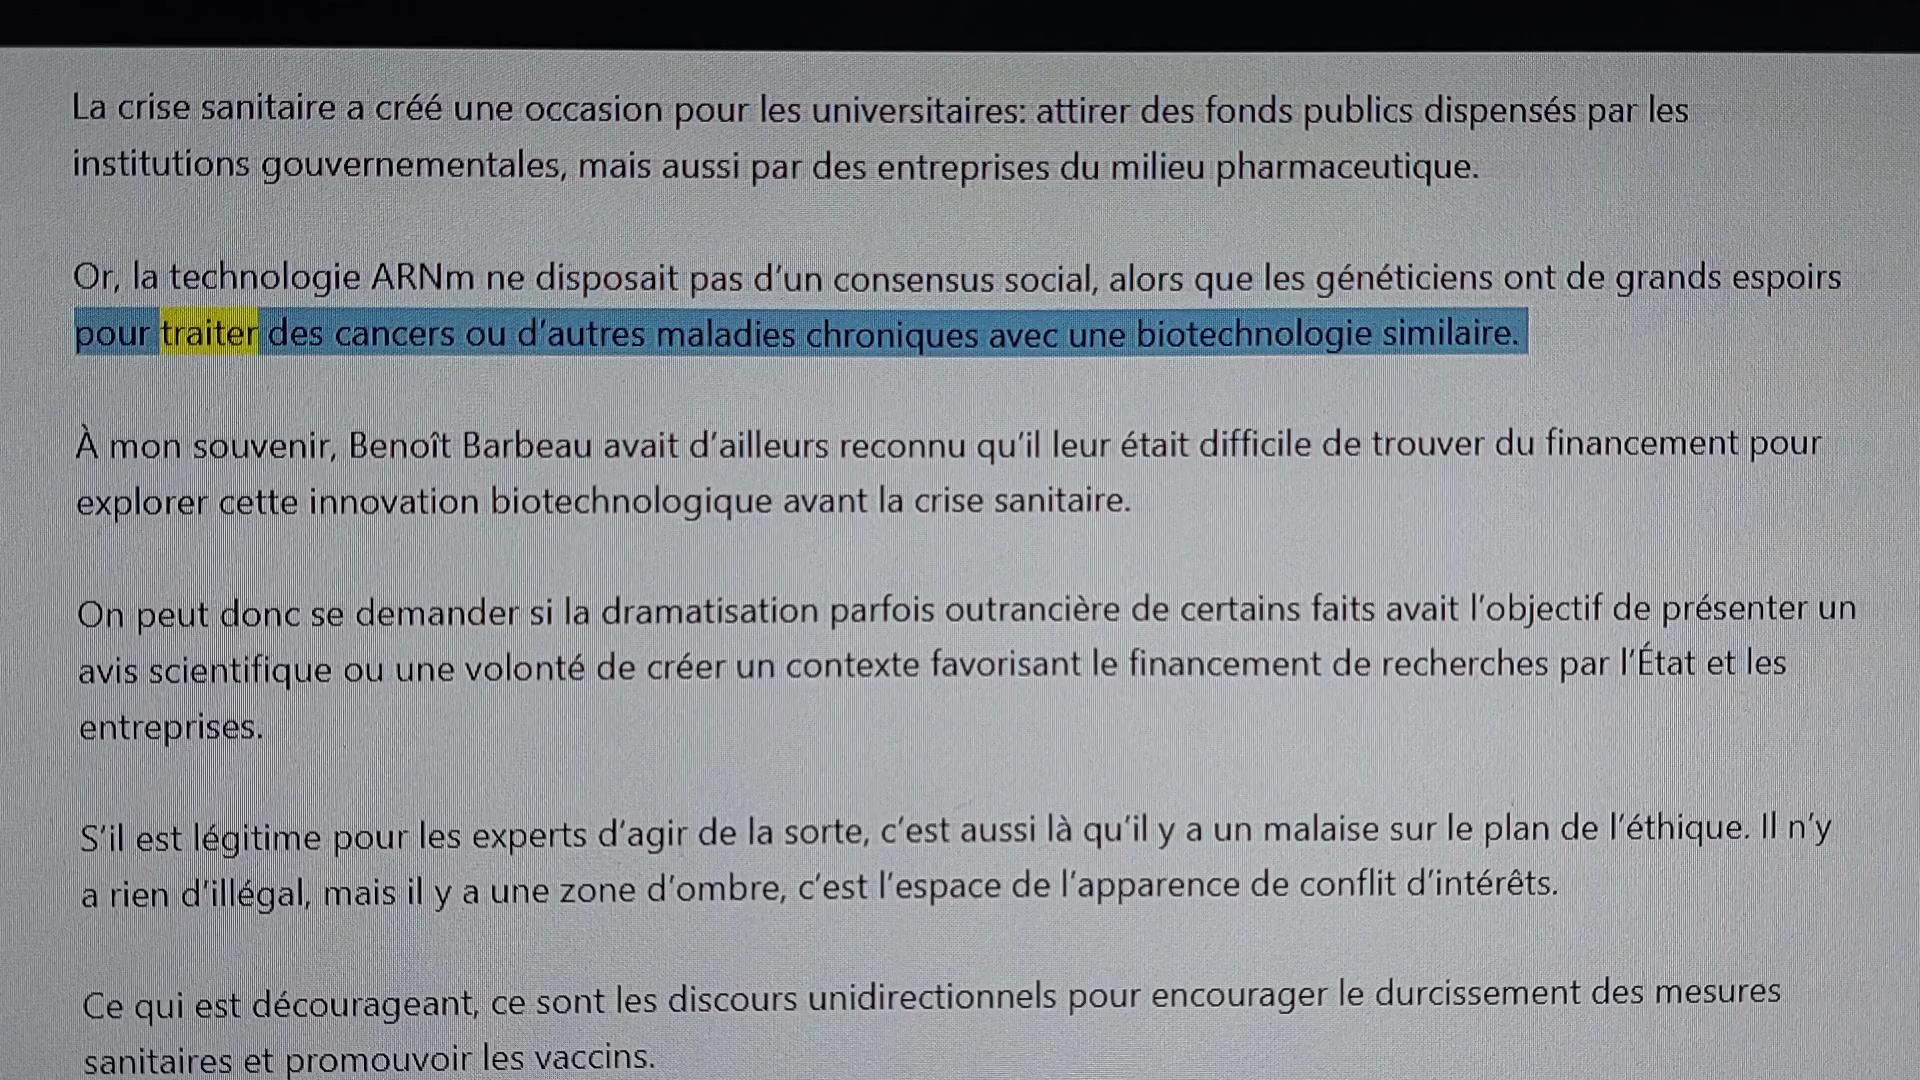 La crise sanitaire a créé une occasion pour les universitaires: attirer des fonds publics dispensés par les
institutions gouvernementales, mais aussi par des entreprises du milieu pharmaceutique.
Or, la technologie ARNm ne disposait pas d'un consensus social, alors que les généticiens ont de grands espoirs
pour traiter des cancers ou d'autres maladies chroniques avec une biotechnologie similaire.
À mon souvenir, Benoît Barbeau avait d'ailleurs reconnu qu'il leur était difficile de trouver du financement pour
explorer cette innovation biotechnologique avant la crise sanitaire.
On peut donc se demander si la dramatisation parfois outrancière de certains faits avait l'objectif de présenter un
avis scientifique ou une volonté de créer un contexte favorisant le financement de recherches par l'État et les
entreprises.
S'il est légitime pour les experts d'agir de la sorte, c'est aussi là qu'il y a un malaise sur le plan de l'éthique. Il n'y
a rien d'illégal, mais il y a une zone d'ombre, c'est l'espace de l'apparence de conflit d'intérêts.
Ce qui est décourageant, ce sont les discours unidirectionnels pour encourager le durcissement des mesures
sanitaires et promouvoir les vaccins.